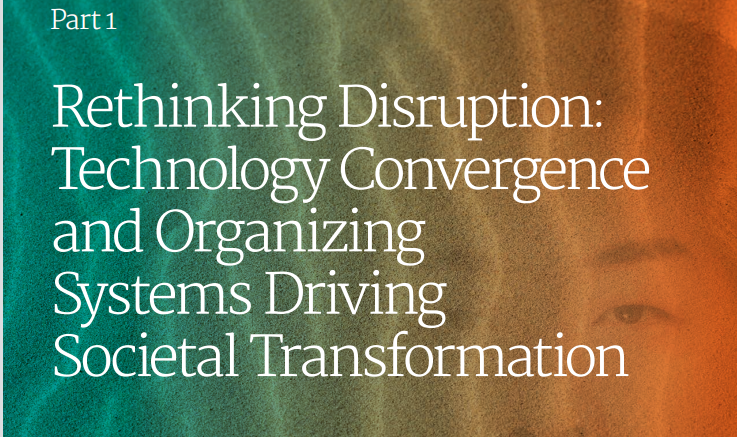 Part 1
Rethinking Disruption:
Technology Convergence
and Organizing
Systems Driving
Societal Transformation